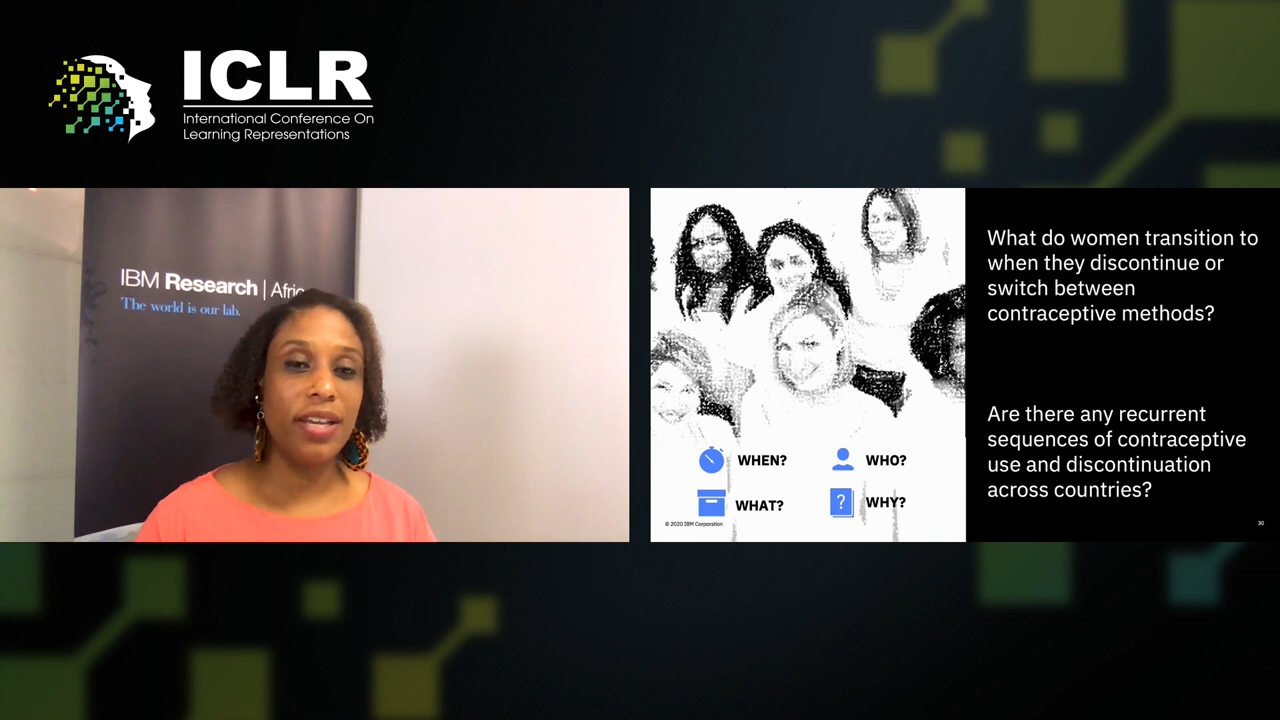 ICLR
International Conference On
Learning Representations
IBM Research | Afric
The world is our lab.
What do women transition to
when they discontinue or
switch between
contraceptive methods?
Are there any recurrent
sequences of contraceptive
use and discontinuation
across countries?
WHEN?
WHO?
WHAT?
WHY?
?
© 2020 IBM Corporation
30